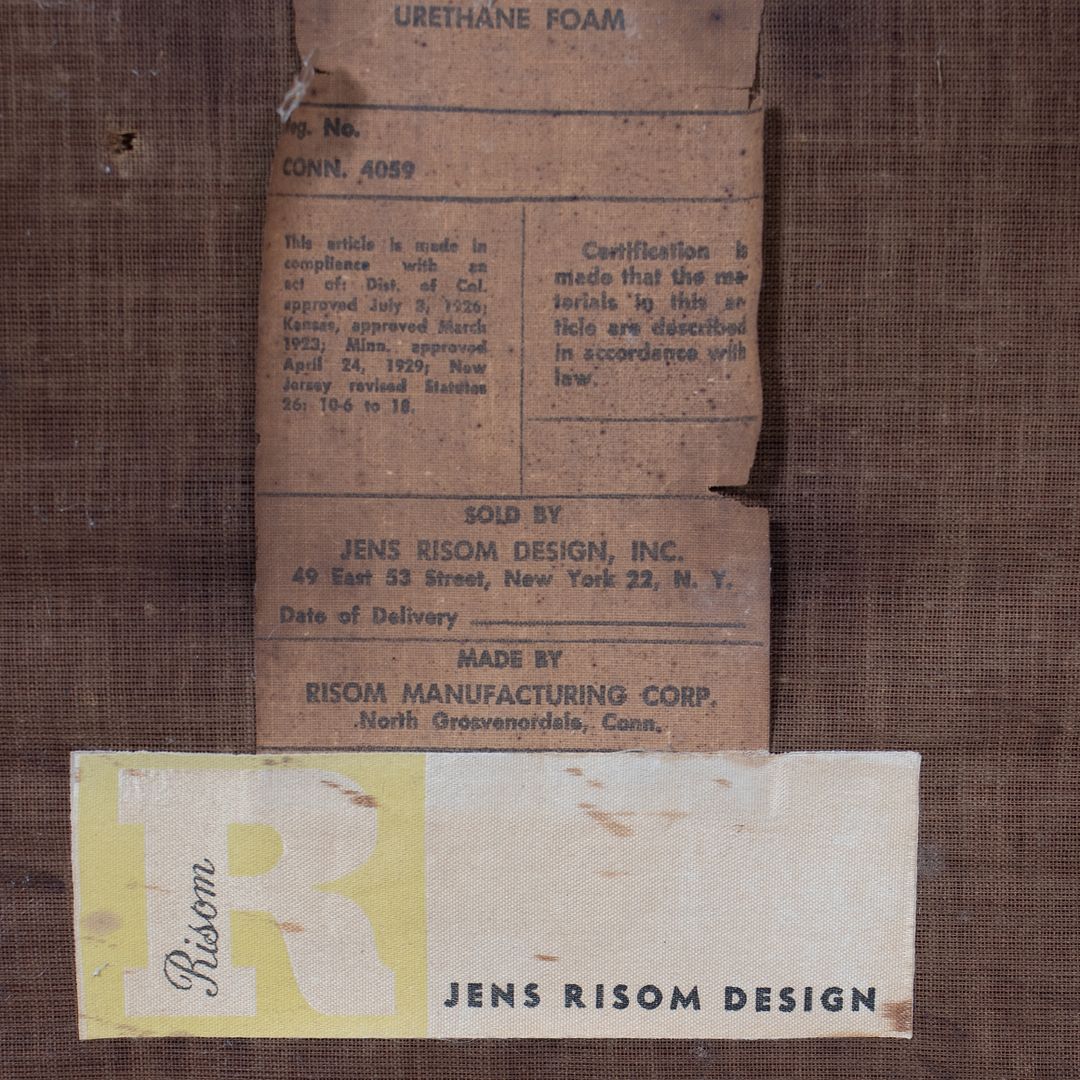 URETHANE FOAM
No.
CONN. 4059
This article is made in
compliance with an
act of: Dist. of Col.
approved July 3, 1926;
Kansas, approved March
1923; Minn. approved
April 24, 1929; New
Jersey revised Statutes
26: 10-6 to 18.
Certification is
made that the ma-
terials in this ar-
ticle are described
in accordance with
law.
SOLD BY
JENS RISOM DESIGN, INC.
49 East 53 Street, New York 22, N. Y.
Date of Delivery
MADE BY
RISOM MANUFACTURING CORP.
North Grosvenordale, Conn.
R
Risom
JENS RISOM DESIGN